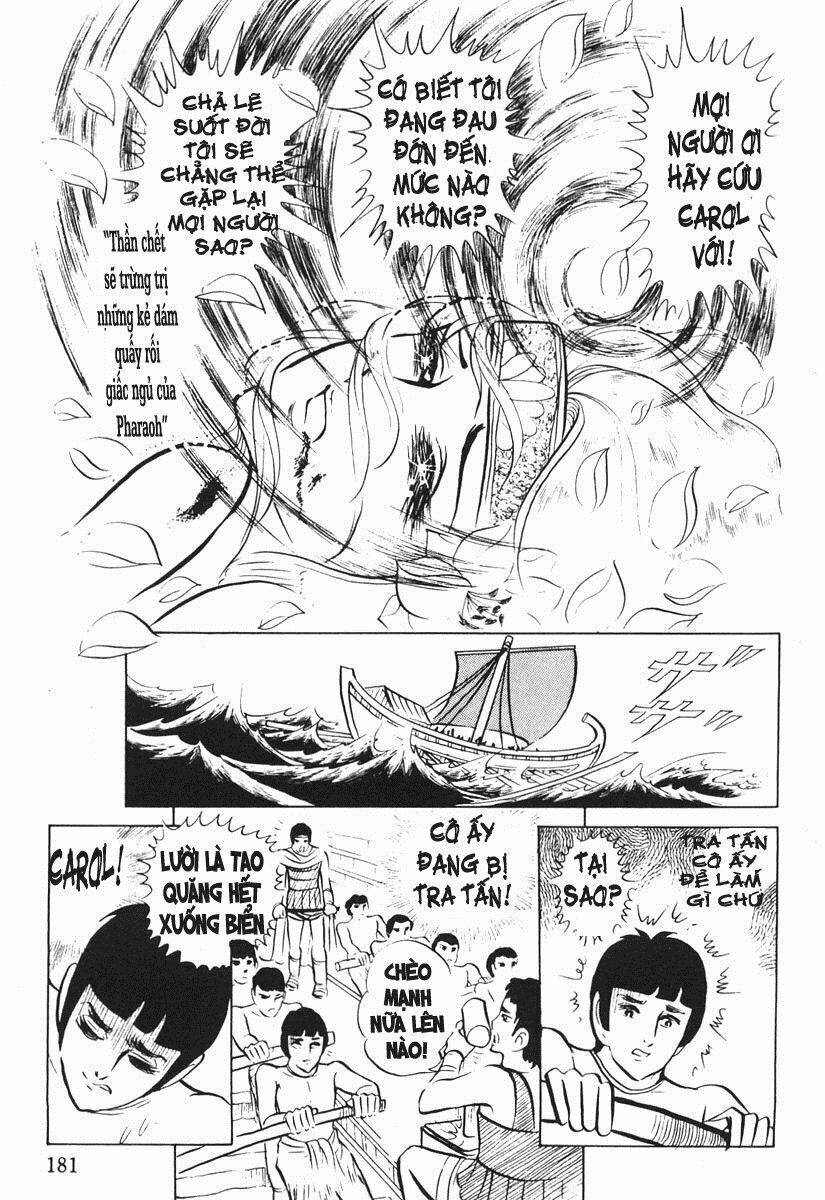 MỌI
NGƯỜI ƠI
HÃY CỨU
CAROL
VỚI!
CÓ BIẾT TÔI
ĐANG ĐAU
ĐỚN ĐẾN
MỨC NÀO
KHÔNG?
CHẢ LẼ
SUỐT ĐỜI
TÔI SẼ
CHẲNG THỂ
GẶP LẠI
MỌI NGƯỜI
SAO?
"Thần chết
sẽ trừng trị
những kẻ dám
quấy rối
giấc ngủ của
Pharaoh"
ザザ
TRA TẤN
CÔ ẤY
ĐỂ LÀM
GÌ CHỨ
TẠI
SAO?
CÔ ẤY
ĐANG BỊ
TRA TẤN!
CHÈO
MẠNH
NỮA LÊN
NÀO!
LƯỜI LÀ TAO
QUĂNG HẾT
XUỐNG BIỂN
CAROL!
181